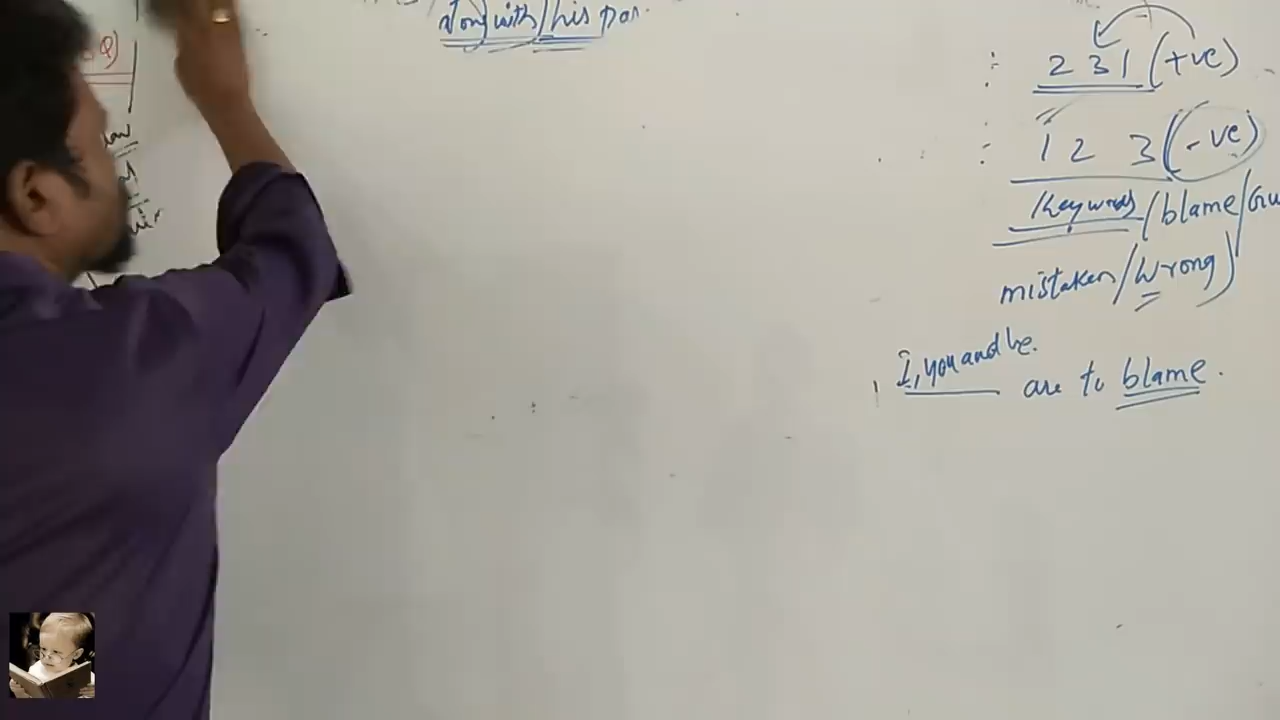 along with / his par.
Q)
: 2 3 1 (+ve)
: 1 2 3 (-ve)
Keywords / blame /
mistaken / wrong)
I, you and he.
are to blame.